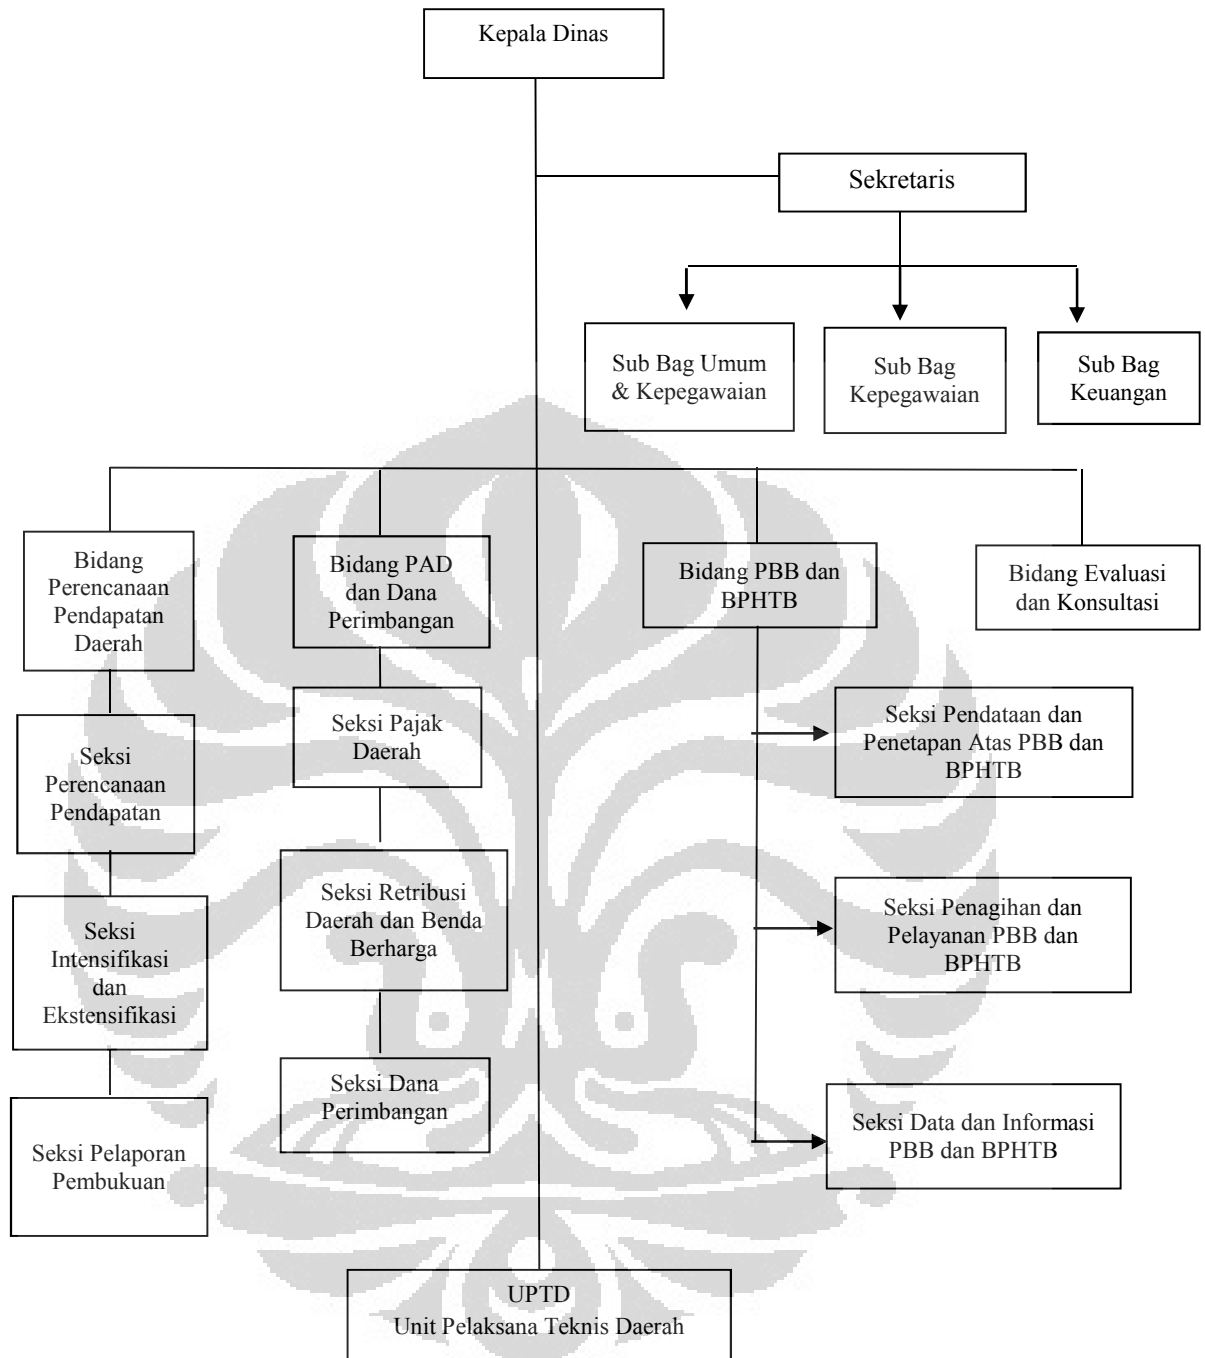 Kepala Dinas
Sekretaris
Sub Bag Umum
& Kepegawaian
Sub Bag
Kepegawaian
Sub Bag
Keuangan
Bidang
Perencanaan
Pendapatan
Daerah
Bidang PAD
dan Dana
Perimbangan
Bidang PBB dan
BPHTB
Bidang Evaluasi
dan Konsultasi
Seksi
Perencanaan
Pendapatan
Seksi Pajak
Daerah
Seksi Pendataan dan
Penetapan Atas PBB dan
BPHTB
Seksi
Intensifikasi
dan
Ekstensifikasi
Seksi Retribusi
Daerah dan Benda
Berharga
Seksi Penagihan dan
Pelayanan PBB dan
BPHTB
Seksi Pelaporan
Pembukuan
Seksi Dana
Perimbangan
Seksi Data dan Informasi
PBB dan BPHTB
UPTD
Unit Pelaksana Teknis Daerah